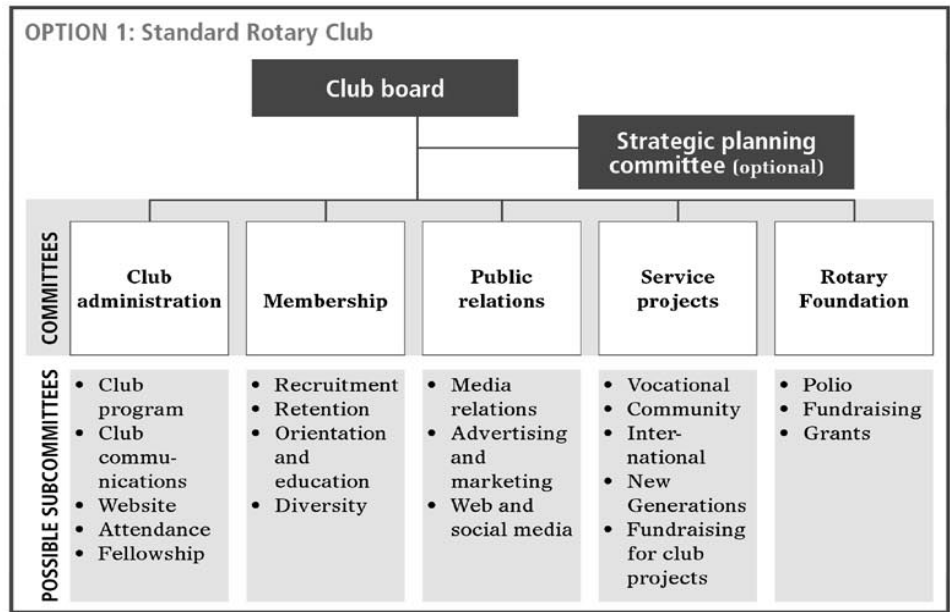 OPTION 1: Standard Rotary Club
Club board
Strategic planning
committee (optional)
COMMITTEES
Club
administration
Membership
Public
relations
Service
projects
Rotary
Foundation
POSSIBLE SUBCOMMITTEES
• Club
program
• Club
commu-
nications
• Website
• Attendance
• Fellowship
• Recruitment
• Retention
• Orientation
and
education
• Diversity
• Media
relations
• Advertising
and
marketing
• Web and
social media
• Vocational
• Community
• Inter-
national
• New
Generations
• Fundraising
for club
projects
• Polio
• Fundraising
• Grants